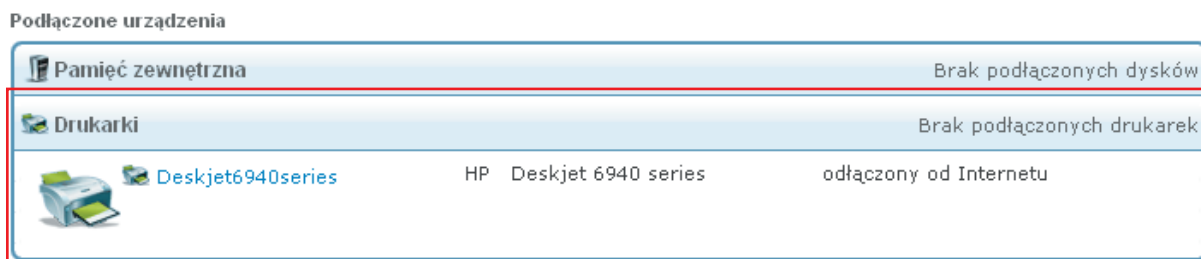 Podłączone urządzenia
Pamięć zewnętrzna Brak podłączonych dysków
Drukarki Brak podłączonych drukarek
Deskjet6940series HP Deskjet 6940 series odłączony od Internetu